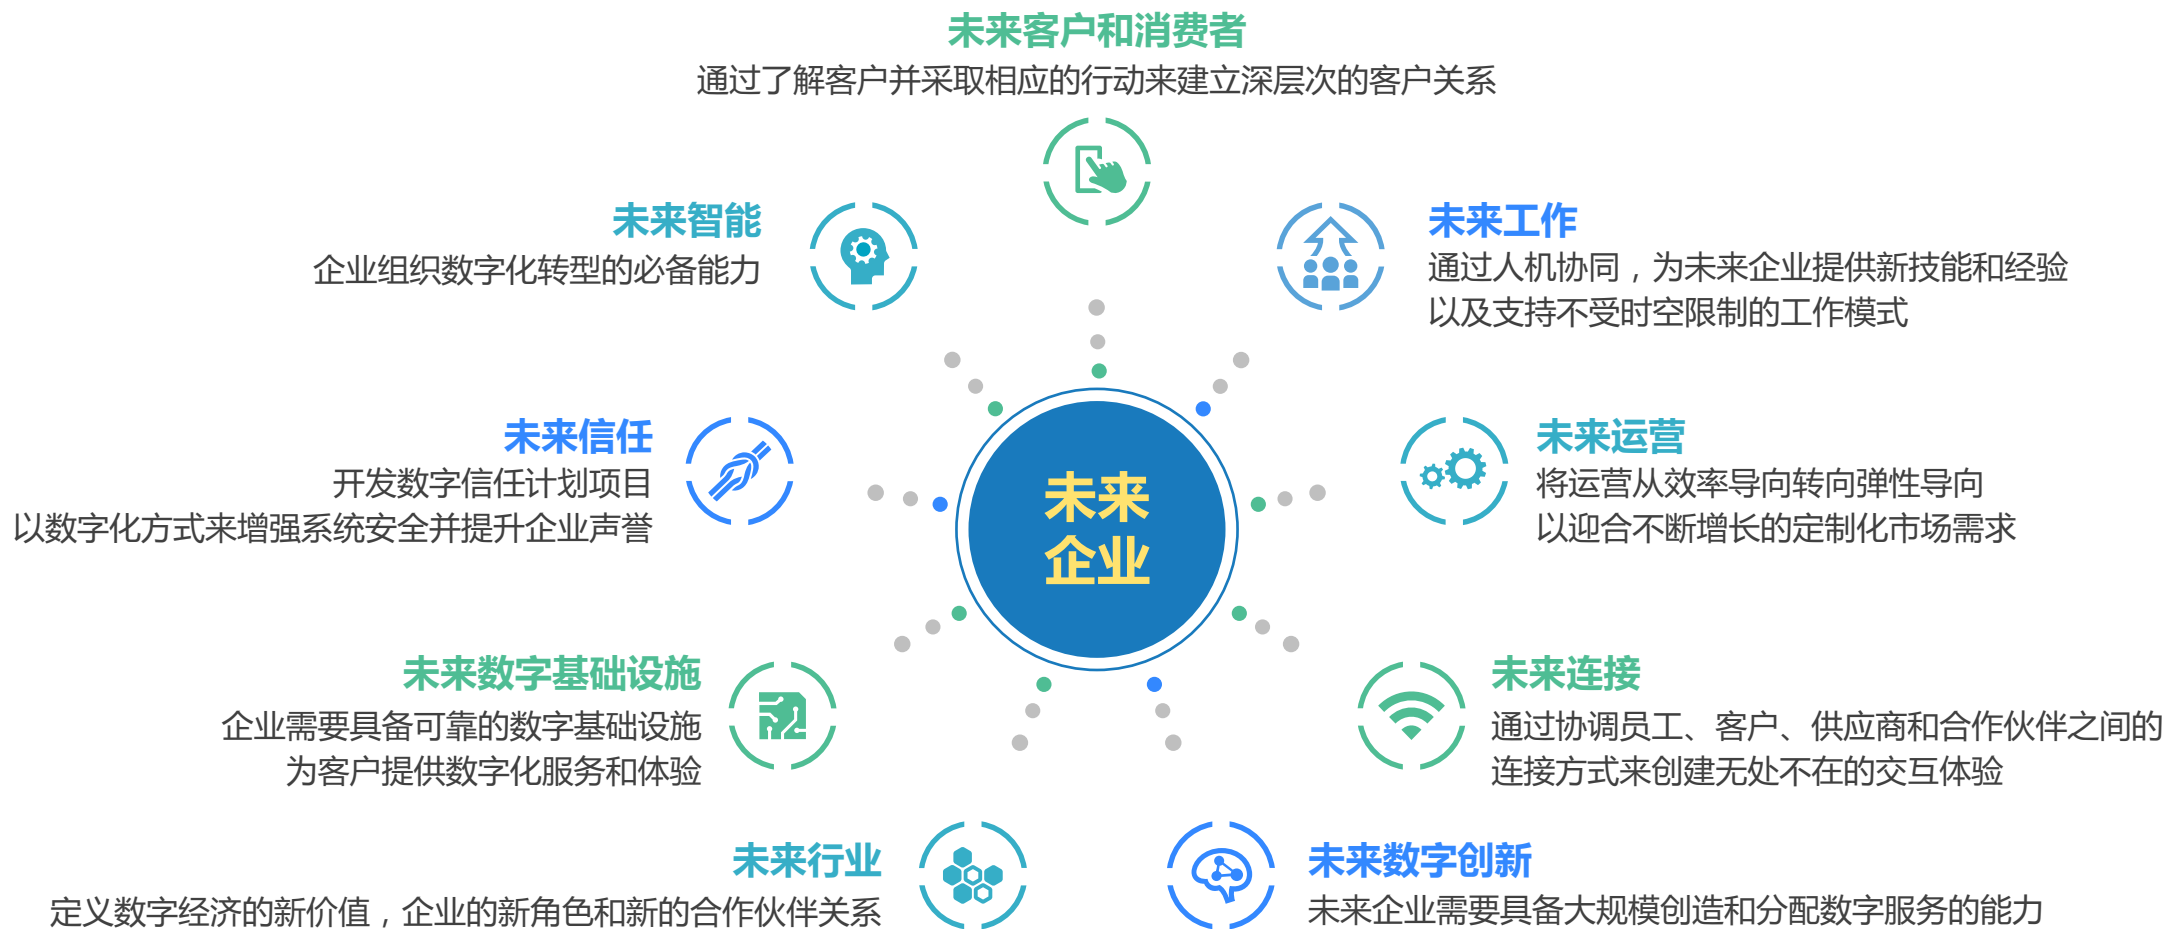 未来客户和消费者
通过了解客户并采取相应的行动来建立深层次的客户关系
未来智能
企业组织数字化转型的必备能力
未来工作
通过人机协同，为未来企业提供新技能和经验
以及支持不受时空限制的工作模式
未来信任
开发数字信任计划项目
以数字化方式来增强系统安全并提升企业声誉
未来运营
将运营从效率导向转向弹性导向
以迎合不断增长的定制化市场需求
未来
企业
未来数字基础设施
企业需要具备可靠的数字基础设施
为客户提供数字化服务和体验
未来连接
通过协调员工、客户、供应商和合作伙伴之间的
连接方式来创建无处不在的交互体验
未来行业
定义数字经济的新价值，企业的新角色和新的合作伙伴关系
未来数字创新
未来企业需要具备大规模创造和分配数字服务的能力